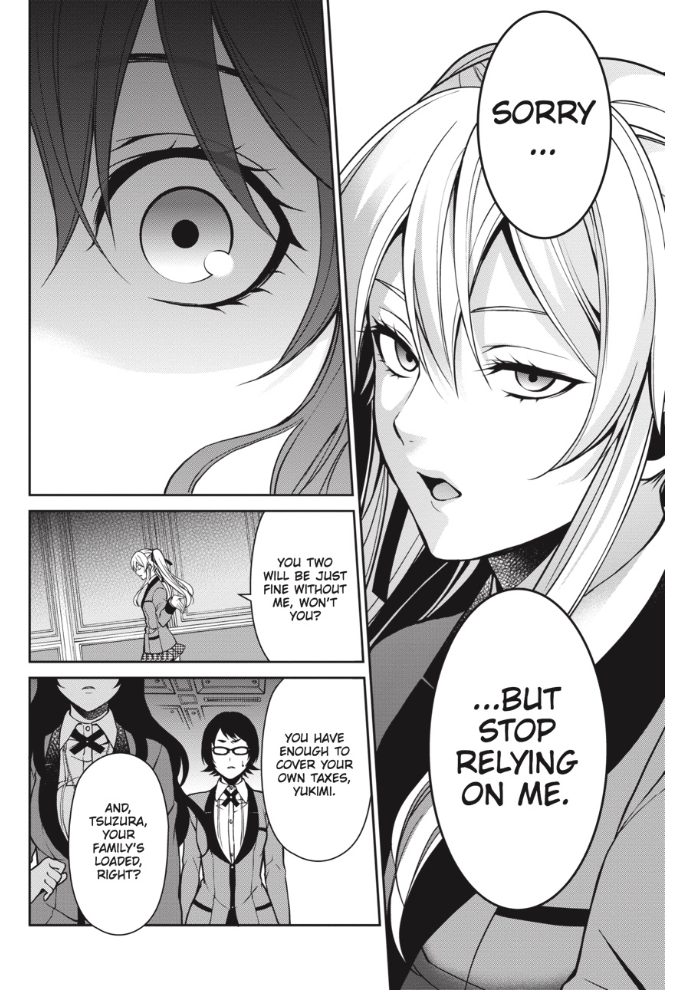 SORRY
...
...BUT
STOP
RELYING
ON ME.
YOU TWO
WILL BE JUST
FINE WITHOUT
ME, WON'T
YOU?
YOU HAVE
ENOUGH TO
COVER YOUR
OWN TAXES,
YUKIMI.
AND,
TSUZURA,
YOUR
FAMILY'S
LOADED,
RIGHT?